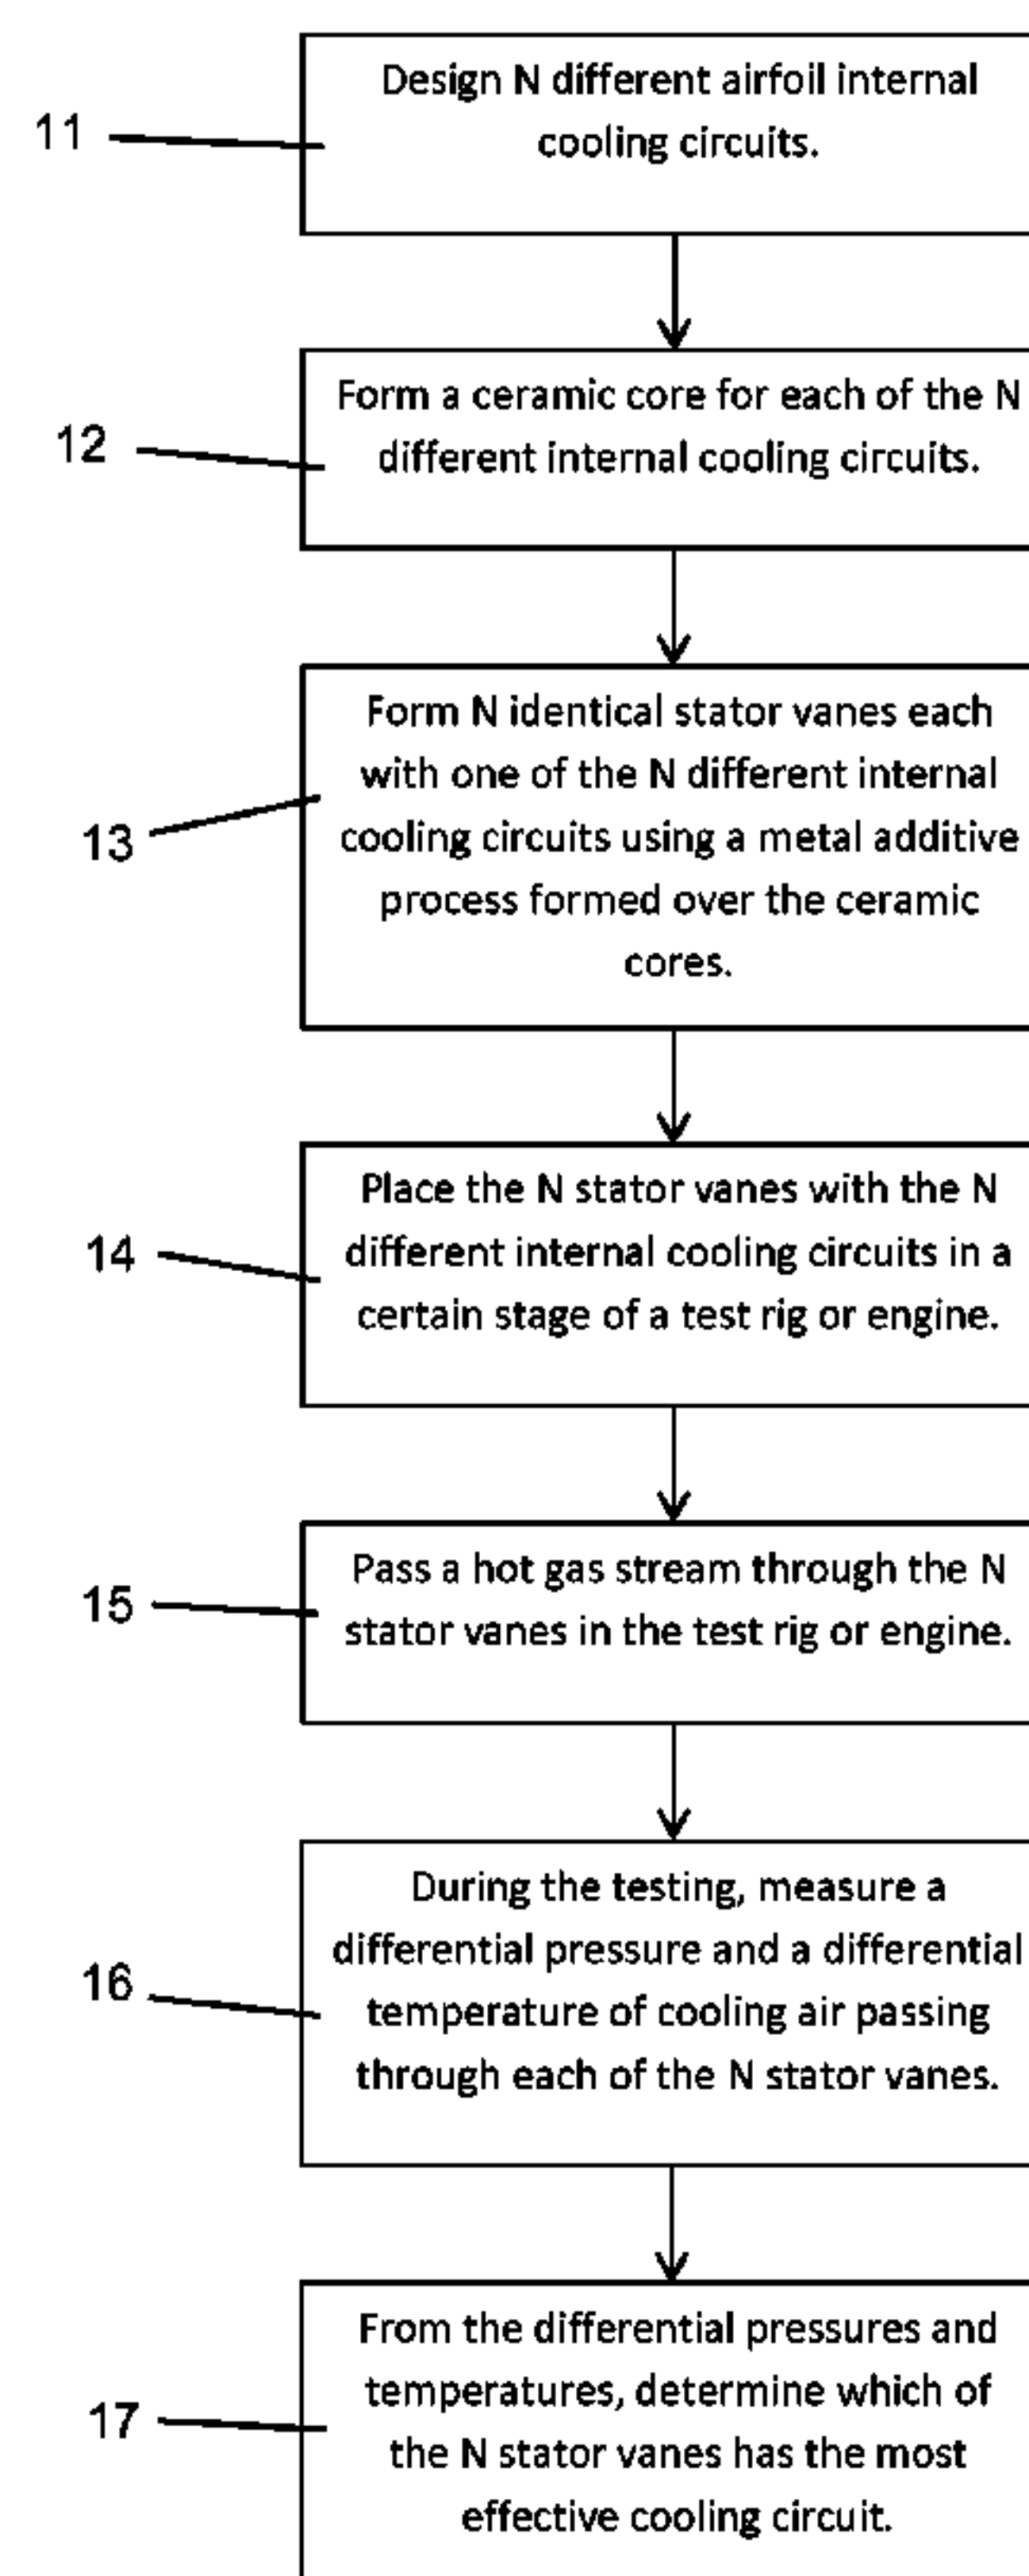 11
Design N different airfoil internal
cooling circuits.
12
Form a ceramic core for each of the N
different internal cooling circuits.
13
Form N identical stator vanes each
with one of the N different internal
cooling circuits using a metal additive
process formed over the ceramic
cores.
14
Place the N stator vanes with the N
different internal cooling circuits in a
certain stage of a test rig or engine.
15
Pass a hot gas stream through the N
stator vanes in the test rig or engine.
16
During the testing, measure a
differential pressure and a differential
temperature of cooling air passing
through each of the N stator vanes.
17
From the differential pressures and
temperatures, determine which of
the N stator vanes has the most
effective cooling circuit.